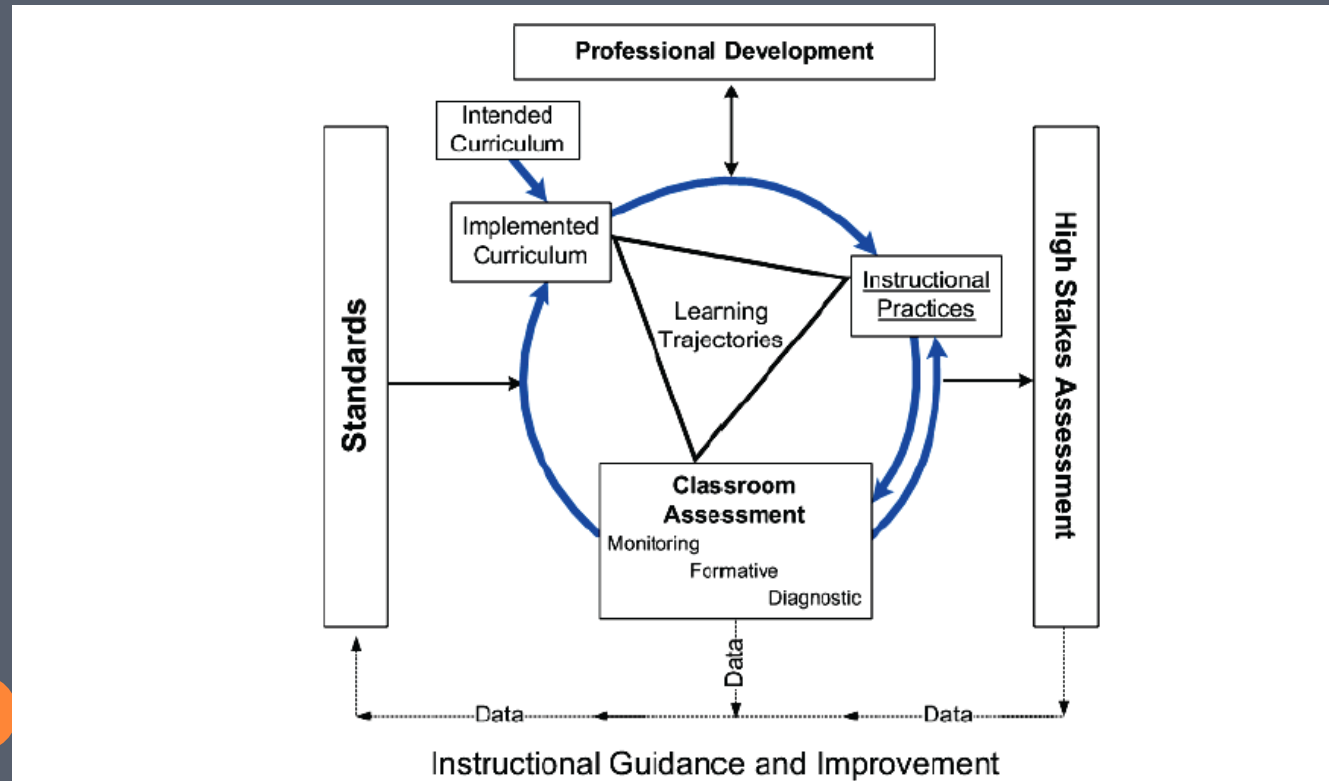 Professional Development
Intended
Curriculum
Implemented
Curriculum
Instructional
Practices
Learning
Trajectories
Standards
High Stakes Assessment
Classroom
Assessment
Monitoring
Formative
Diagnostic
Data
Data
Data
Instructional Guidance and Improvement